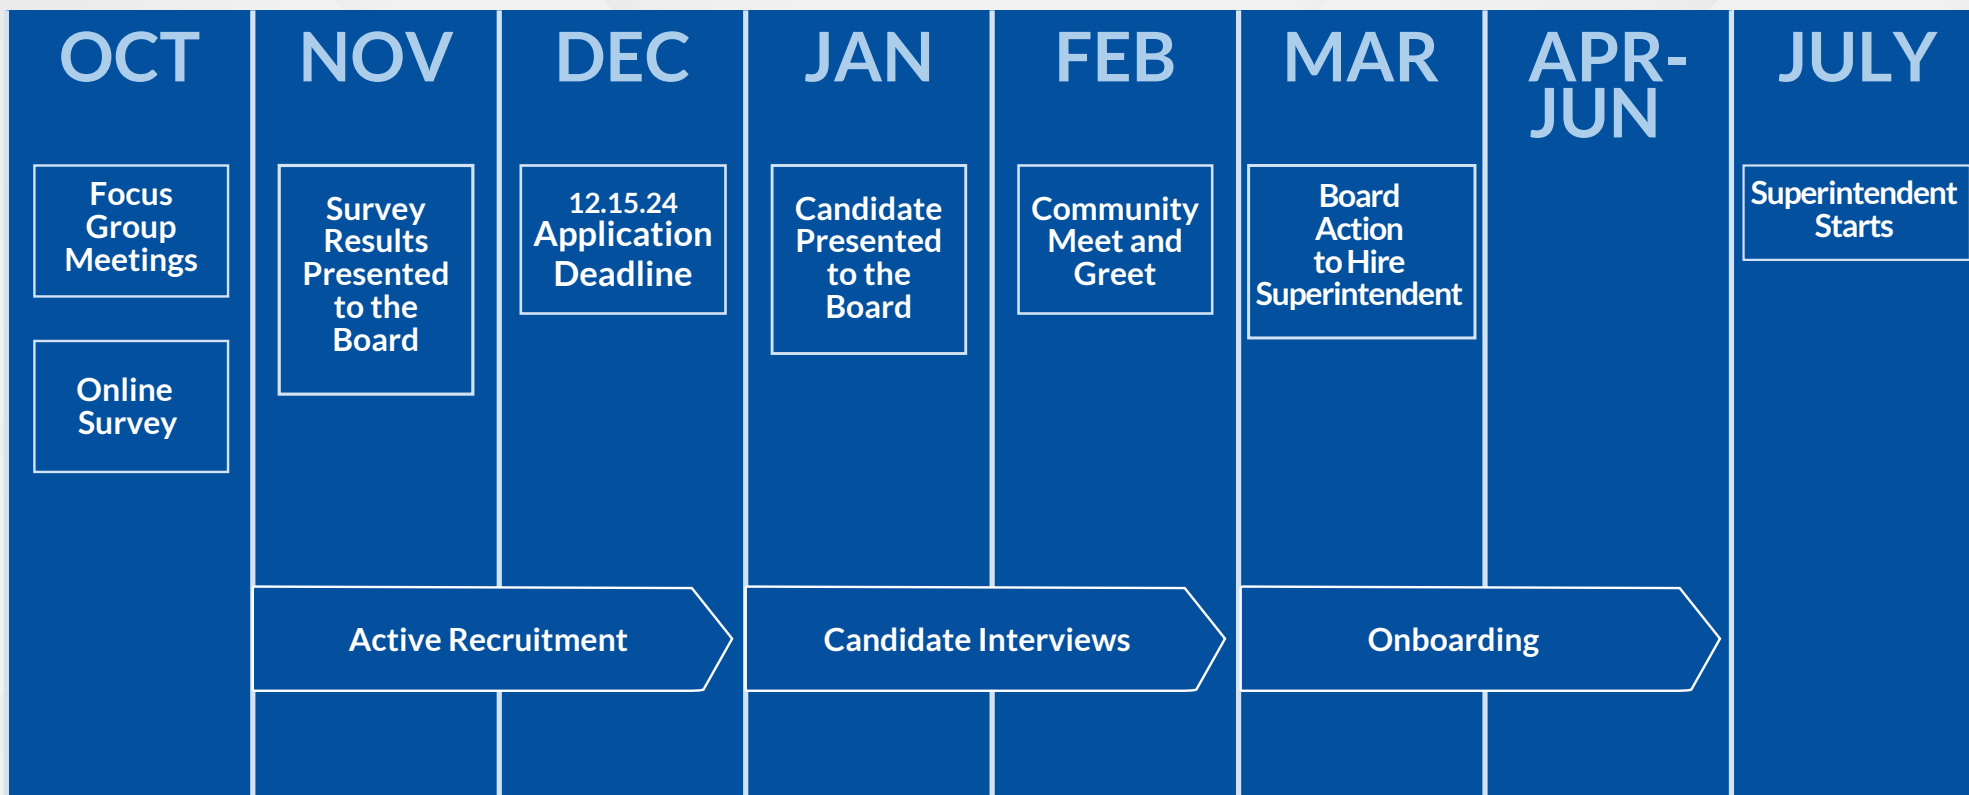 OCT
Focus
Group
Meetings
Online
Survey
NOV
Survey
Results
Presented
to the
Board
DEC
12.15.24
Application
Deadline
JAN
Candidate
Presented
to the
Board
FEB
Community
Meet and
Greet
MAR
Board
Action
to Hire
Superintendent
APR-
JUN
JULY
Superintendent
Starts
Active Recruitment
Candidate Interviews
Onboarding